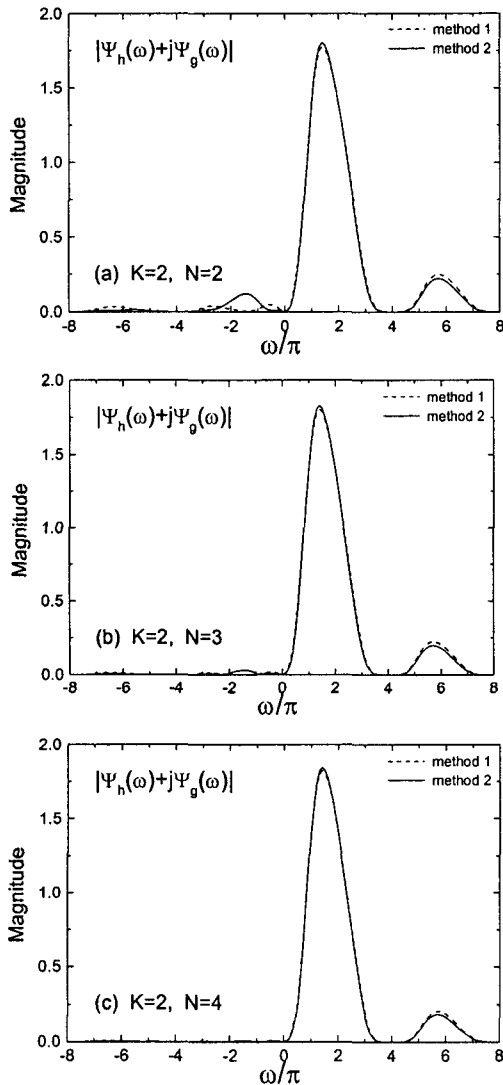 2.0
|Ψh(ω)+jΨg(ω)|
method 1
method 2
1.5
Magnitude
1.0
0.5
(a) K=2, N=2
0.0
-8 -6 -4 -2 0 2 4 6 8
ω/π
2.0
|Ψh(ω)+jΨg(ω)|
method 1
method 2
1.5
Magnitude
1.0
0.5
(b) K=2, N=3
0.0
-8 -6 -4 -2 0 2 4 6 8
ω/π
2.0
|Ψh(ω)+jΨg(ω)|
method 1
method 2
1.5
Magnitude
1.0
0.5
(c) K=2, N=4
0.0
-8 -6 -4 -2 0 2 4 6 8
ω/π